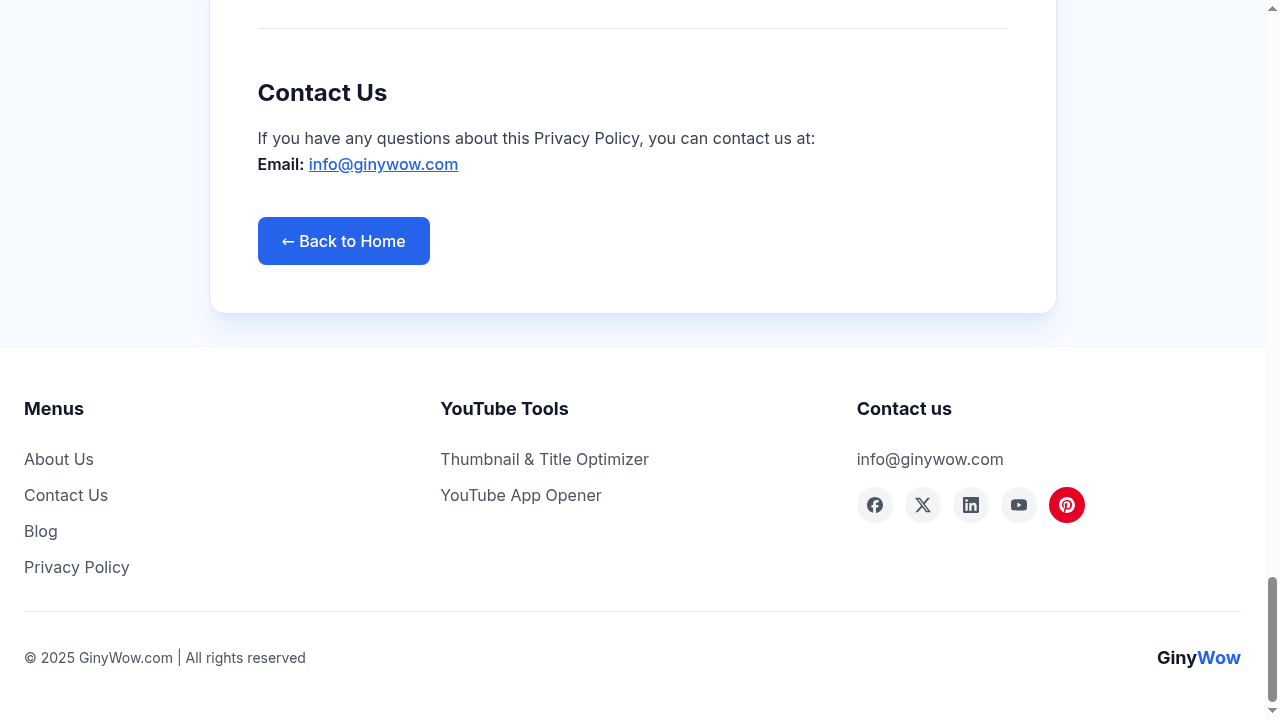 Contact Us
If you have any questions about this Privacy Policy, you can contact us at:
Email: info@ginywow.com
← Back to Home
Menus
About Us
Contact Us
Blog
Privacy Policy
YouTube Tools
Thumbnail & Title Optimizer
YouTube App Opener
Contact us
info@ginywow.com
© 2025 GinyWow.com | All rights reserved
GinyWow